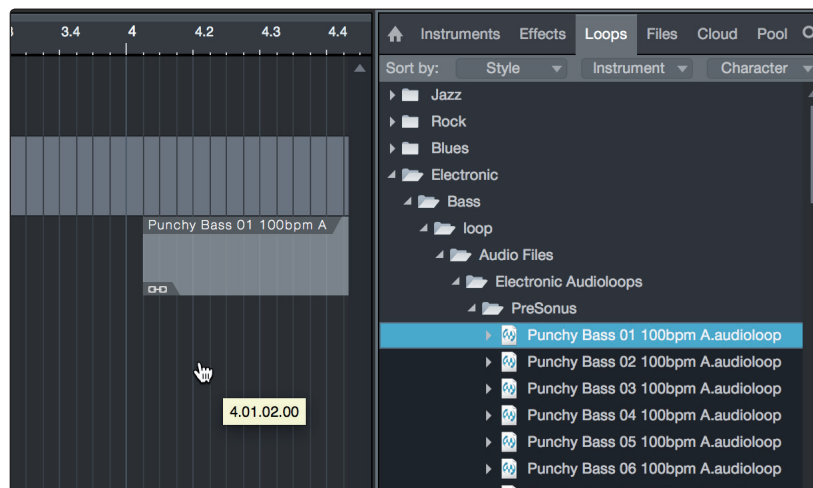 3.4 4 4.2 4.3 4.4
Instruments Effects Loops Files Cloud Pool
Sort by: Style Instrument Character
Jazz
Rock
Blues
Electronic
Bass
Punchy Bass 01 100bpm A
loop
Audio Files
Electronic Audioloops
PreSonus
Punchy Bass 01 100bpm A.audioloop
Punchy Bass 02 100bpm A.audioloop
Punchy Bass 03 100bpm A.audioloop
4.01.02.00
Punchy Bass 04 100bpm A.audioloop
Punchy Bass 05 100bpm A.audioloop
Punchy Bass 06 100bpm A.audioloop